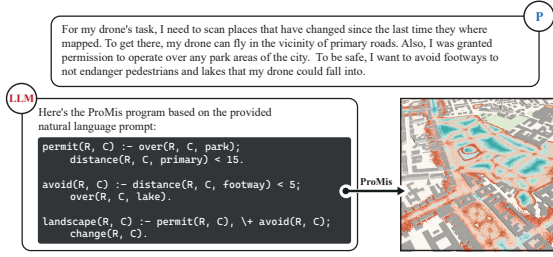 P
For my drone's task, I need to scan places that have changed since the last time they where
mapped. To get there, my drone can fly in the vicinity of primary roads. Also, I was granted
permission to operate over any park areas of the city. To be safe, I want to avoid footways to
not endanger pedestrians and lakes that my drone could fall into.
LLM
Here's the ProMis program based on the provided
natural language prompt:
permit(R, C) :- over(R, C, park);
distance(R, C, primary) < 15.
avoid(R, C) :- distance(R, C, footway) < 5;
over(R, C, lake).
landscape(R, C) :- permit(R, C), \+ avoid(R, C);
change(R, C).
ProMis